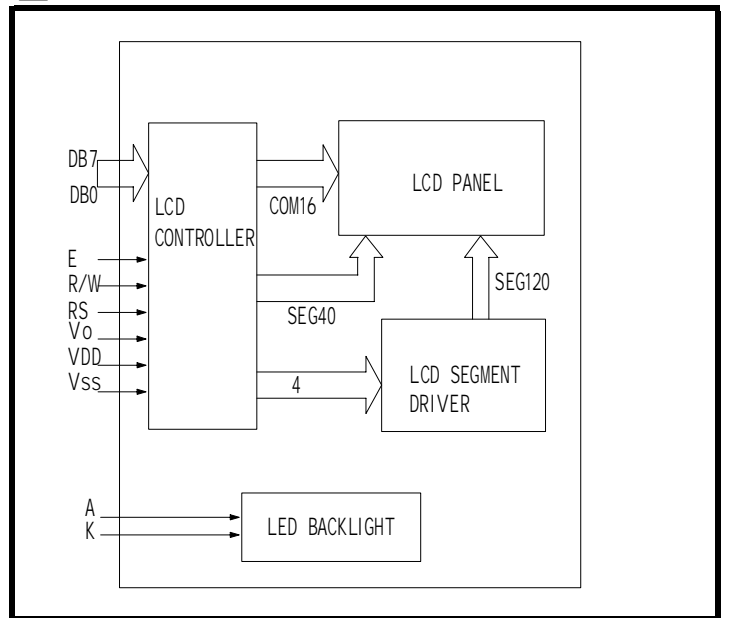 DB7
DB0
LCD
CONTROLLER
COM16
LCD PANEL
E
R/W
RS
Vo
VDD
Vss
SEG40
SEG120
4
LCD SEGMENT
DRIVER
A
K
LED BACKLIGHT